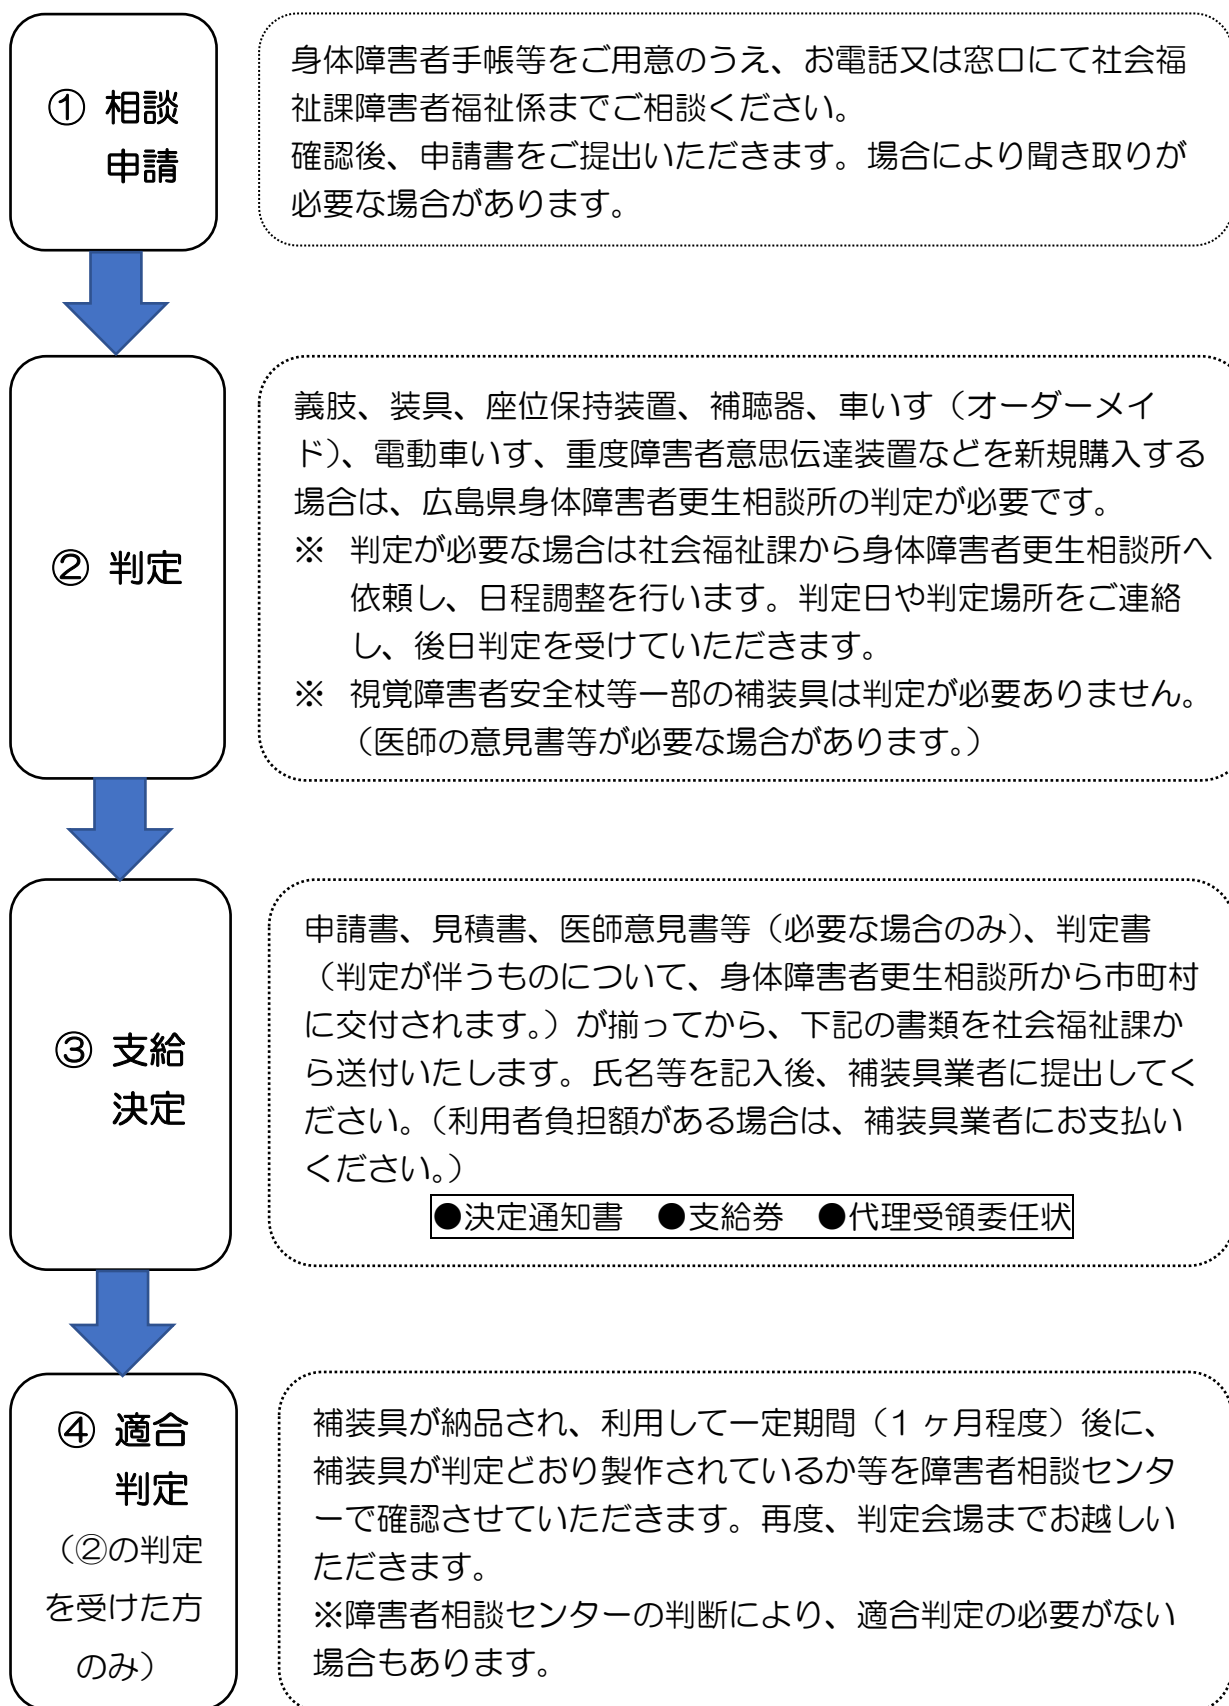 ① 相談
申請
身体障害者手帳等をご用意のうえ、お電話又は窓口にて社会福
祉課障害者福祉係までご相談ください。
確認後、申請書をご提出いただきます。場合により聞き取りが
必要な場合があります。
② 判定
義肢、装具、座位保持装置、補聴器、車いす（オーダーメイ
ド）、電動車いす、重度障害者意思伝達装置などを新規購入する
場合は、広島県身体障害者更生相談所の判定が必要です。
※ 判定が必要な場合は社会福祉課から身体障害者更生相談所へ
依頼し、日程調整を行います。判定日や判定場所をご連絡
し、後日判定を受けていただきます。
※ 視覚障害者安全杖等一部の補装具は判定が必要ありません。
（医師の意見書等が必要な場合があります。）
③ 支給
決定
申請書、見積書、医師意見書等（必要な場合のみ）、判定書
（判定が伴うものについて、身体障害者更生相談所から市町村
に交付されます。）が揃ってから、下記の書類を社会福祉課か
ら送付いたします。氏名等を記入後、補装具業者に提出してく
ださい。（利用者負担額がある場合は、補装具業者にお支払い
ください。）
●決定通知書 ●支給券 ●代理受領委任状
④ 適合
判定
（②の判定
を受けた方
のみ）
補装具が納品され、利用して一定期間（1 ヶ月程度）後に、
補装具が判定どおり製作されているか等を障害者相談センタ
ーで確認させていただきます。再度、判定会場までお越しい
ただきます。
※障害者相談センターの判断により、適合判定の必要がない
場合もあります。